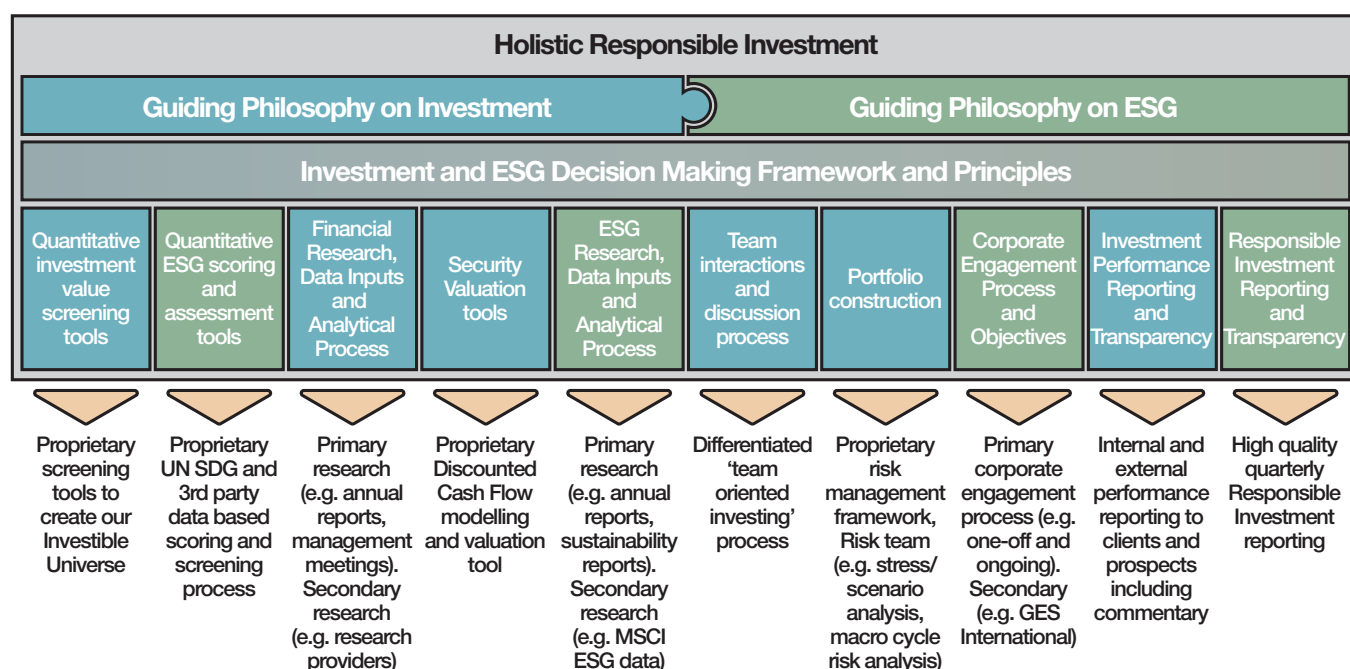 Holistic Responsible Investment
Guiding Philosophy on Investment
Guiding Philosophy on ESG
Investment and ESG Decision Making Framework and Principles
Quantitative
investment
value
screening
tools
Quantitative
ESG scoring
and
assessment
tools
Financial
Research,
Data Inputs
and
Analytical
Process
Security
Valuation
tools
ESG
Research,
Data Inputs
and
Analytical
Process
Team
interactions
and
discussion
process
Portfolio
construction
Corporate
Engagement
Process
and
Objectives
Investment
Performance
Reporting
and
Transparency
Responsible
Investment
Reporting
and
Transparency
Proprietary
screening
tools to
create our
Investible
Universe
Proprietary
UN SDG and
3rd party
data based
scoring and
screening
process
Primary
research
(e.g. annual
reports,
management
meetings).
Secondary
research
(e.g. research
providers)
Proprietary
Discounted
Cash Flow
modelling
and valuation
tool
Primary
research
(e.g. annual
reports,
sustainability
reports).
Secondary
research
(e.g. MSCI
ESG data)
Differentiated
‘team
oriented
investing’
process
Proprietary
risk
management
framework,
Risk team
(e.g. stress/
scenario
analysis,
macro cycle
risk analysis)
Primary
corporate
engagement
process (e.g.
one-off and
ongoing).
Secondary
(e.g. GES
International)
Internal and
external
performance
reporting to
clients and
prospects
including
commentary
High quality
quarterly
Responsible
Investment
reporting